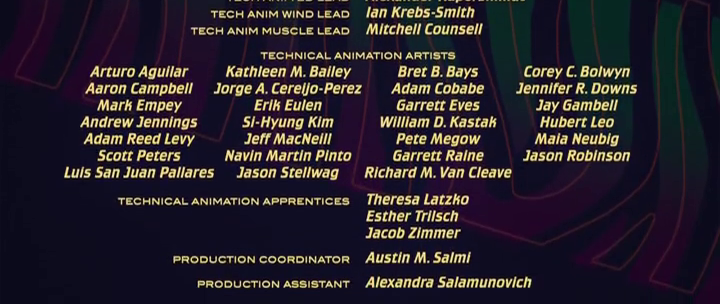 TECH ANIM WIND LEAD Ian Krebs-Smith
TECH ANIM MUSCLE LEAD Mitchell Counsell
TECHNICAL ANIMATION ARTISTS
Arturo Aguilar Kathleen M. Bailey Bret B. Bays Corey C. Bolwyn
Aaron Campbell Jorge A. Cereijo-Perez Adam Cobabe Jennifer R. Downs
Mark Empey Erik Eulen Garrett Eves Jay Gambell
Andrew Jennings Si-Hyung Kim William D. Kastak Hubert Leo
Adam Reed Levy Jeff MacNeill Pete Megow Maia Neubig
Scott Peters Navin Martin Pinto Garrett Raine Jason Robinson
Luis San Juan Pallares Jason Stellwag Richard M. Van Cleave
TECHNICAL ANIMATION APPRENTICES Theresa Latzko
Esther Trilsch
Jacob Zimmer
PRODUCTION COORDINATOR Austin M. Salmi
PRODUCTION ASSISTANT Alexandra Salamunovich